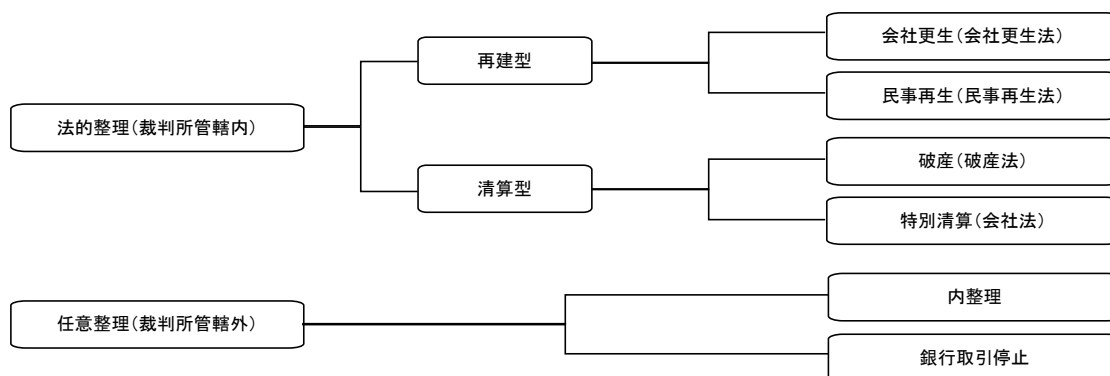 会社更生（会社更生法）
再建型
民事再生（民事再生法）
法的整理（裁判所管轄内）
破産（破産法）
清算型
特別清算（会社法）
内整理
任意整理（裁判所管轄外）
銀行取引停止